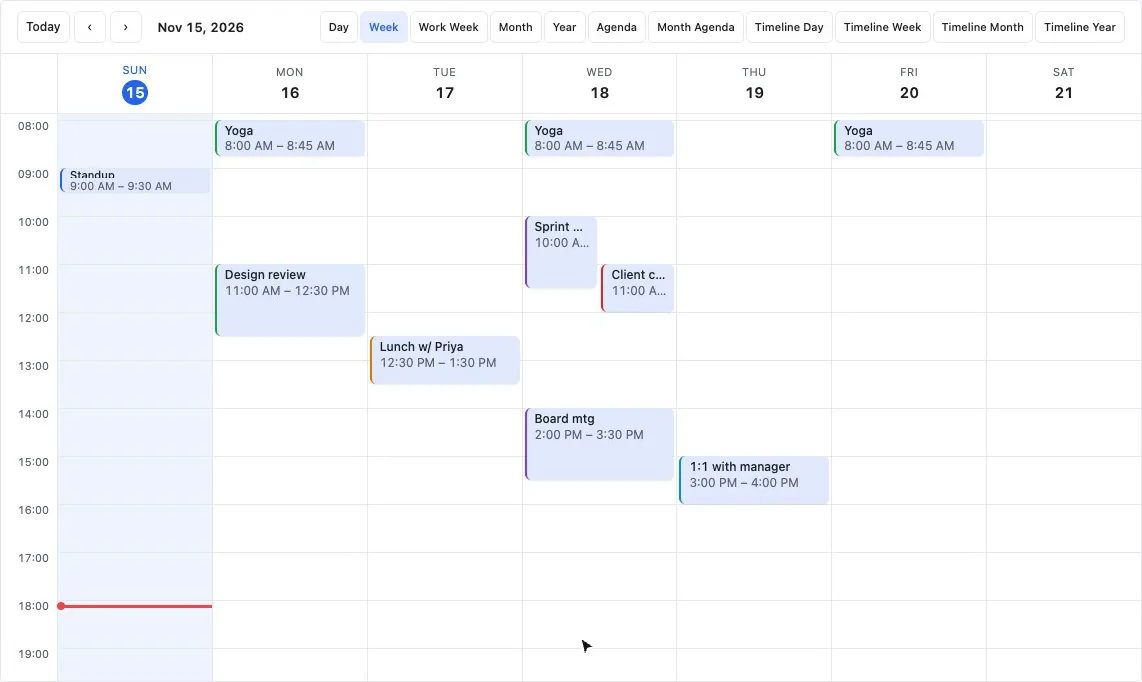 Today ‹ › Nov 15, 2026 Day Week Work Week Month Year Agenda Month Agenda Timeline Day Timeline Week Timeline Month Timeline Year
SUN MON TUE WED THU FRI SAT
15 16 17 18 19 20 21
08:00
Yoga
8:00 AM – 8:45 AM
Yoga
8:00 AM – 8:45 AM
Yoga
8:00 AM – 8:45 AM
09:00
Standup
9:00 AM – 9:30 AM
10:00
Sprint ...
10:00 A...
11:00
Design review
11:00 AM – 12:30 PM
Client c...
11:00 A...
12:00
Lunch w/ Priya
12:30 PM – 1:30 PM
13:00
14:00
Board mtg
2:00 PM – 3:30 PM
15:00
1:1 with manager
3:00 PM – 4:00 PM
16:00
17:00
18:00
19:00